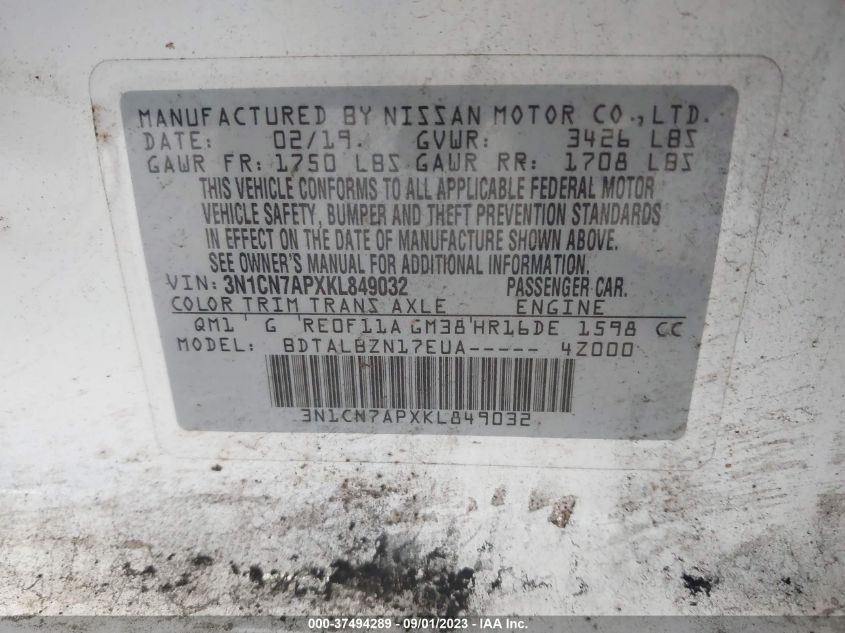 MANUFACTURED BY NISSAN MOTOR CO., LTD.
DATE: 02/19. GVWR: 3426 LBS
GAWR FR: 1750 LBS GAWR RR: 1708 LBS
THIS VEHICLE CONFORMS TO ALL APPLICABLE FEDERAL MOTOR
VEHICLE SAFETY, BUMPER AND THEFT PREVENTION STANDARDS
IN EFFECT ON THE DATE OF MANUFACTURE SHOWN ABOVE.
SEE OWNER'S MANUAL FOR ADDITIONAL INFORMATION.
VIN: 3N1CN7APXKL849032 PASSENGER CAR.
COLOR TRIM TRANS AXLE ENGINE
QM1 G RE0F11A GM38 HR16DE 1598 CC
MODEL: BDTALBZN17EUA----- 4Z000
3N1CN7APXKL849032
000-37494289 - 09/01/2023 - IAA, Inc.